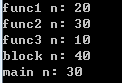 func1 n: 20
func2 n: 30
func3 n: 10
block n: 40
main n: 30